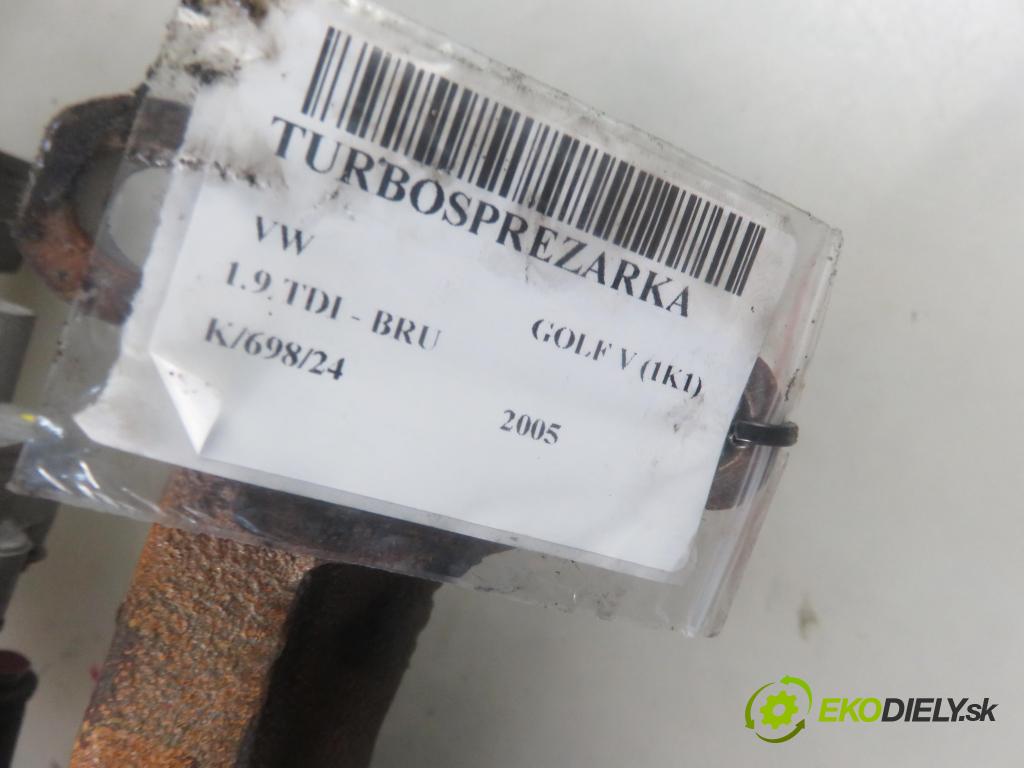 TURBOSPREZARKA
VW GOLF V (1K1)
1.9 TDI - BRU 2005
K/698/24
EKODIELY.sk